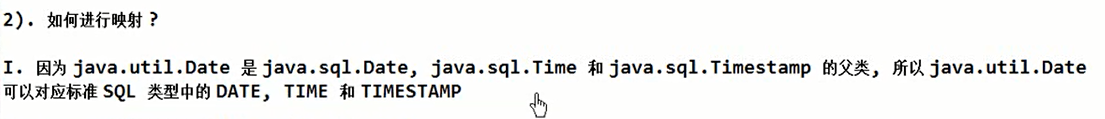 2). 如何进行映射 ?
I. 因为 java.util.Date 是 java.sql.Date, java.sql.Time 和 java.sql.Timestamp 的父类, 所以 java.util.Date
可以对应标准 SQL 类型中的 DATE, TIME 和 TIMESTAMP